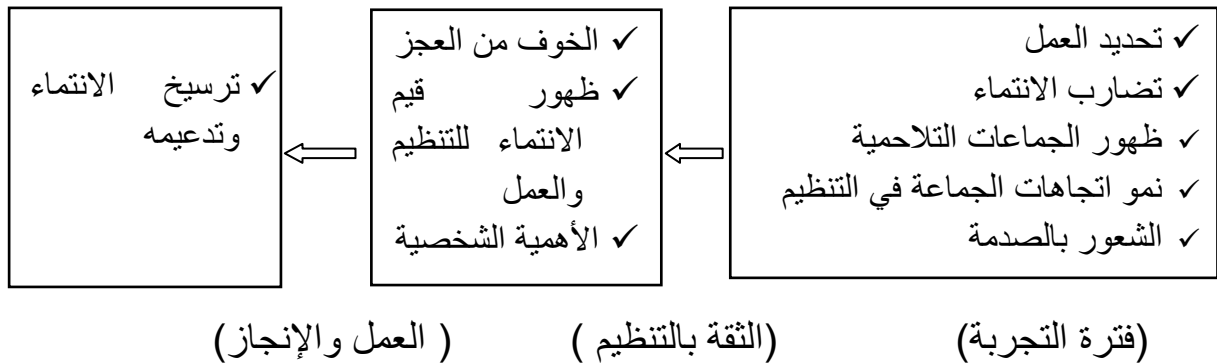 ✓ تحديد العمل
✓ تضارب الانتماء
✓ ظهور الجماعات التلاحمية
✓ نمو اتجاهات الجماعة في التنظيم
✓ الشعور بالصدمة
✓ الخوف من العجز
✓ ظهور قيم
الانتماء للتنظيم
والعمل
✓ الأهمية الشخصية
✓ ترسيخ الانتماء
وتدعيمه
(فترة التجربة) (الثقة بالتنظيم ) ( العمل والإنجاز)